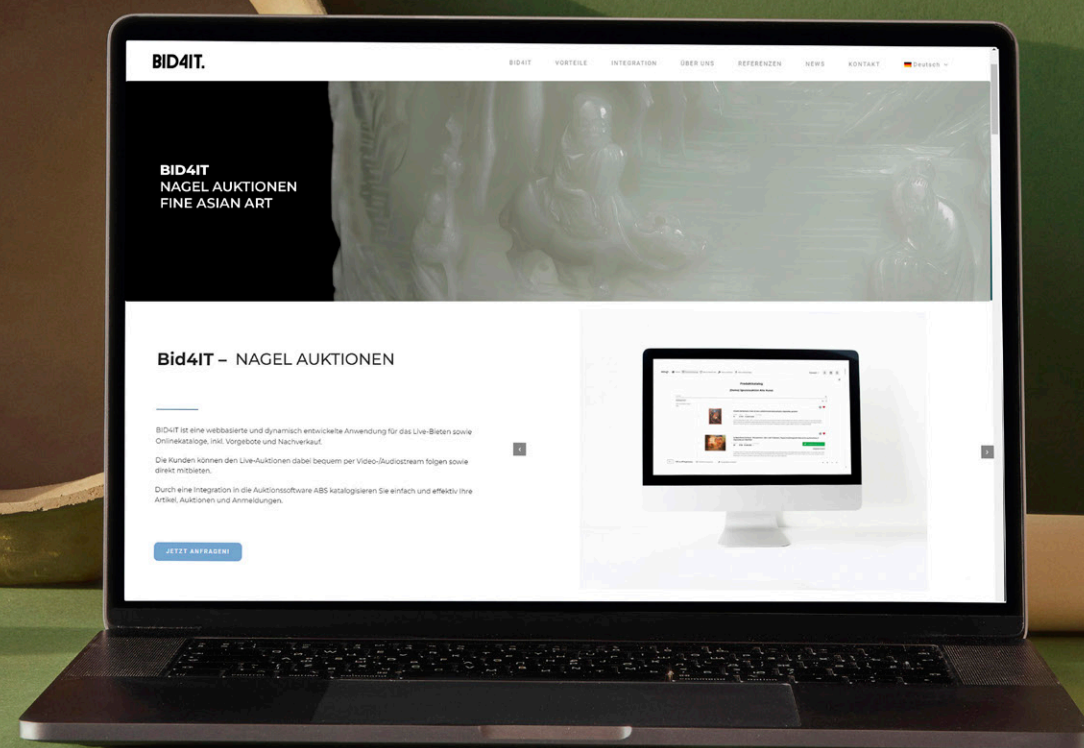 BID4IT.
BID4IT VORTEILE INTEGRATION ÜBER UNS REFERENZEN NEWS KONTAKT Deutsch
BID4IT
NAGEL AUKTIONEN
FINE ASIAN ART
Bid4IT – NAGEL AUKTIONEN
BID4IT ist eine webbasierte und dynamisch entwickelte Anwendung für das Live-Bieten sowie
Onlinekataloge, inkl. Vorgebote und Nachverkauf.
Die Kunden können den Live-Auktionen dabei bequem per Video-/Audiostream folgen sowie
direkt mitbieten.
Durch eine Integration in die Auktionssoftware ABS katalogisieren Sie einfach und effektiv Ihre
Artikel, Auktionen und Anmeldungen.
JETZT ANFRAGEN!